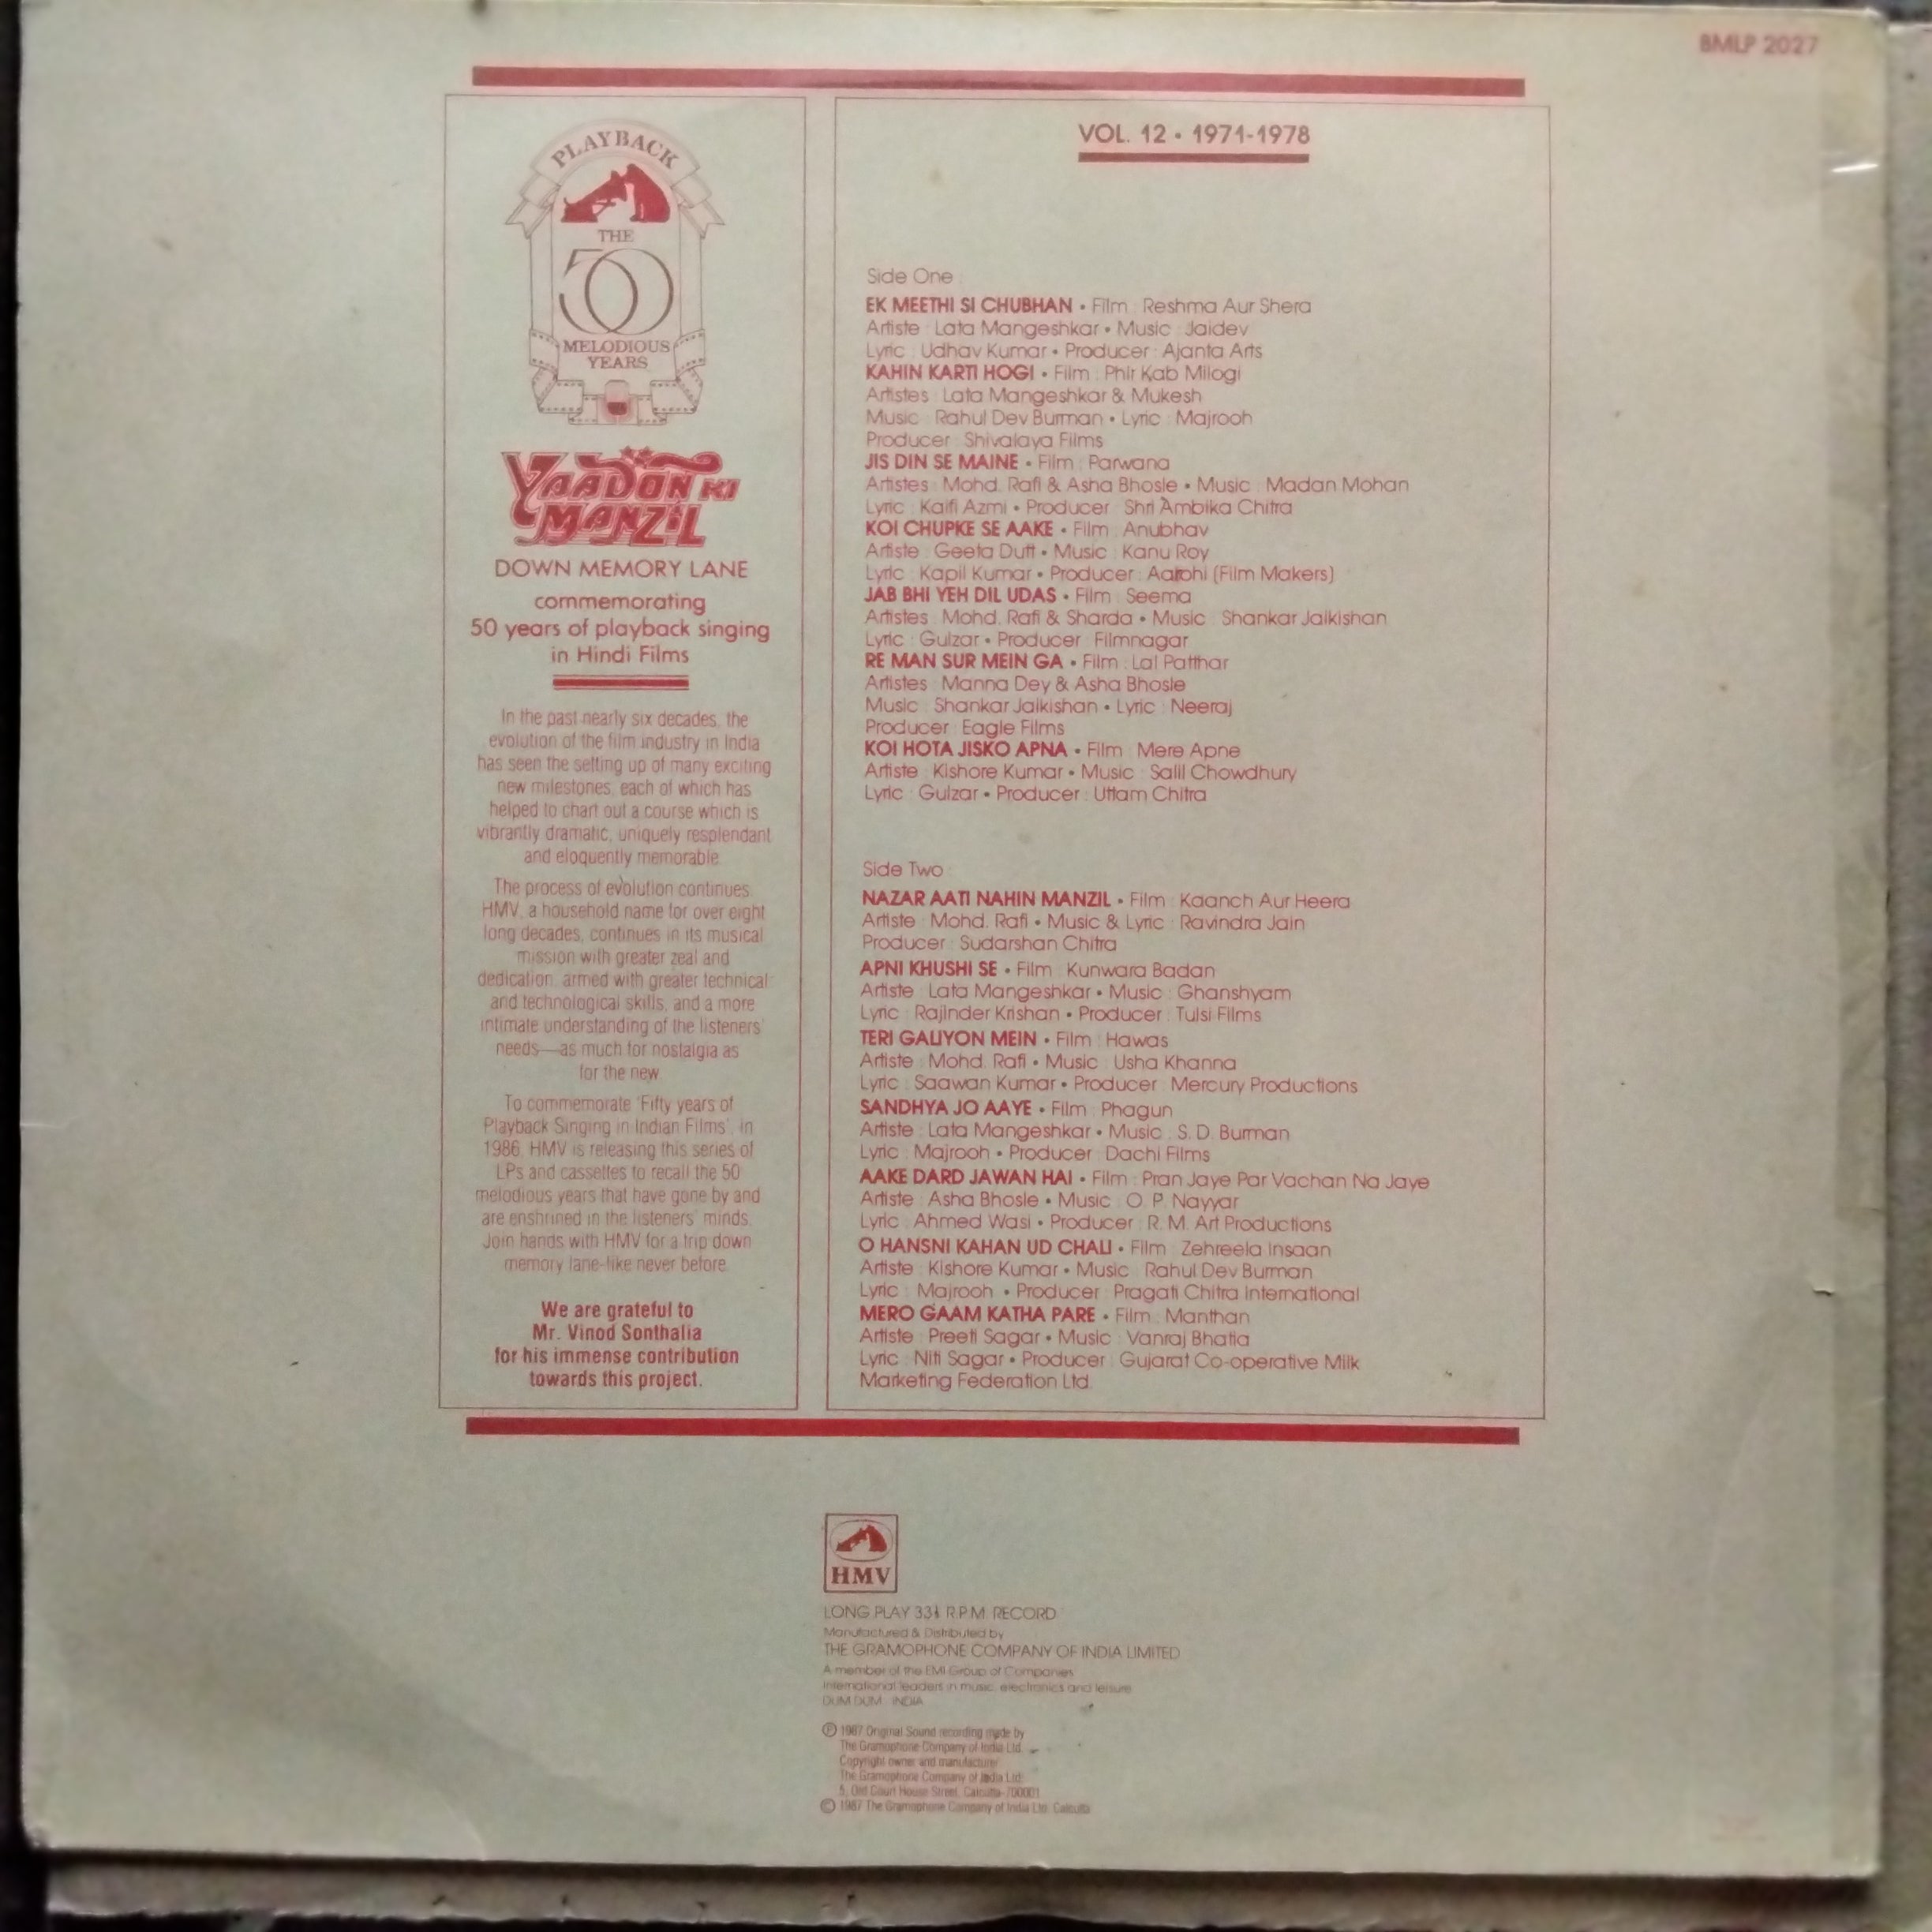 BMLP 2027
PLAYBACK
THE
50
MELODIOUS
YEARS
YAADON KI
MANZIL
DOWN MEMORY LANE
commemorating
50 years of playback singing
in Hindi Films
In the past nearly six decades, the
evolution of the film industry in India
has seen the setting up of many exciting
new milestones, each of which has
helped to chart out a course which is
vibrantly dramatic, uniquely resplendant
and eloquently memorable.
The process of evolution continues.
HMV, a household name for over eight
long decades, continues in its musical
mission with greater zeal and
dedication, armed with greater technical
and technological skills, and a more
intimate understanding of the listeners'
needs—as much for nostalgia as
for the new.
To commemorate 'Fifty years of
Playback Singing in Indian Films', in
1986, HMV is releasing this series of
LPs and cassettes to recall the 50
melodious years that have gone by and
are enshrined in the listeners' minds.
Join hands with HMV for a trip down
memory lane-like never before.
We are grateful to
Mr. Vinod Sonthalia
for his immense contribution
towards this project.
VOL. 12 • 1971-1978
Side One :
EK MEETHI SI CHUBHAN • Film : Reshma Aur Shera
Artiste : Lata Mangeshkar • Music : Jaidev
Lyric : Udhav Kumar • Producer : Ajanta Arts
KAHIN KARTI HOGI • Film : Phir Kab Milogi
Artistes : Lata Mangeshkar & Mukesh
Music : Rahul Dev Burman • Lyric : Majrooh
Producer : Shivalaya Films
JIS DIN SE MAINE • Film : Parwana
Artistes : Mohd. Rafi & Asha Bhosle • Music : Madan Mohan
Lyric : Kaifi Azmi • Producer : Shri Ambika Chitra
KOI CHUPKE SE AAKE • Film : Anubhav
Artiste : Geeta Dutt • Music : Kanu Roy
Lyric : Kapil Kumar • Producer : Aarohi (Film Makers)
JAB BHI YEH DIL UDAS • Film : Seema
Artistes : Mohd. Rafi & Sharda • Music : Shankar Jaikishan
Lyric : Gulzar • Producer : Filmnagar
RE MAN SUR MEIN GA • Film : Lal Patthar
Artistes : Manna Dey & Asha Bhosle
Music : Shankar Jaikishan • Lyric : Neeraj
Producer : Eagle Films
KOI HOTA JISKO APNA • Film : Mere Apne
Artiste : Kishore Kumar • Music : Salil Chowdhury
Lyric : Gulzar • Producer : Uttam Chitra
Side Two :
NAZAR AATI NAHIN MANZIL • Film : Kaanch Aur Heera
Artiste : Mohd. Rafi • Music & Lyric : Ravindra Jain
Producer : Sudarshan Chitra
APNI KHUSHI SE • Film : Kunwara Badan
Artiste : Lata Mangeshkar • Music : Ghanshyam
Lyric : Rajinder Krishan • Producer : Tulsi Films
TERI GALIYON MEIN • Film : Hawas
Artiste : Mohd. Rafi • Music : Usha Khanna
Lyric : Saawan Kumar • Producer : Mercury Productions
SANDHYA JO AAYE • Film : Phagun
Artiste : Lata Mangeshkar • Music : S. D. Burman
Lyric : Majrooh • Producer : Dachi Films
AAKE DARD JAWAN HAI • Film : Pran Jaye Par Vachan Na Jaye
Artiste : Asha Bhosle • Music : O. P. Nayyar
Lyric : Ahmed Wasi • Producer : R. M. Art Productions
O HANSNI KAHAN UD CHALI • Film : Zehreela Insaan
Artiste : Kishore Kumar • Music : Rahul Dev Burman
Lyric : Majrooh • Producer : Pragati Chitra International
MERO GAAM KATHA PARE • Film : Manthan
Artiste : Preeti Sagar • Music : Vanraj Bhatia
Lyric : Niti Sagar • Producer : Gujarat Co-operative Milk
Marketing Federation Ltd.
HMV
LONG PLAY 33⅓ R.P.M. RECORD
Manufactured & Distributed by
THE GRAMOPHONE COMPANY OF INDIA LIMITED
A member of the EMI Group of Companies
International leaders in music, electronics and leisure
DUM DUM INDIA
Ⓟ 1987 Original Sound recording made by
The Gramophone Company of India Ltd.
Copyright owner and manufacturer
The Gramophone Company of India Ltd.
5, Old Court House Street, Calcutta-700001
© 1987 The Gramophone Company of India Ltd. Calcutta